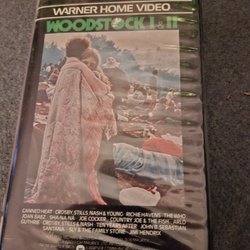 WARNER HOME VIDEO
WOODSTOCK I & II
CANNED HEAT CROSBY, STILLS, NASH & YOUNG RICHIE HAVENS THE WHO
JOAN BAEZ SHA-NA-NA JOE COCKER COUNTRY JOE & THE FISH ARLO
GUTHRIE CROSBY, STILLS & NASH TEN YEARS AFTER JOHN B. SEBASTIAN
SANTANA SLY & THE FAMILY STONE JIMI HENDRIX